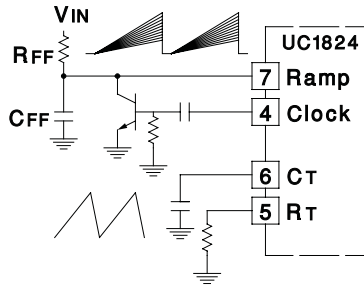 VIN
RFF
UC1824
7 Ramp
CFF
4 Clock
6 CT
5 RT